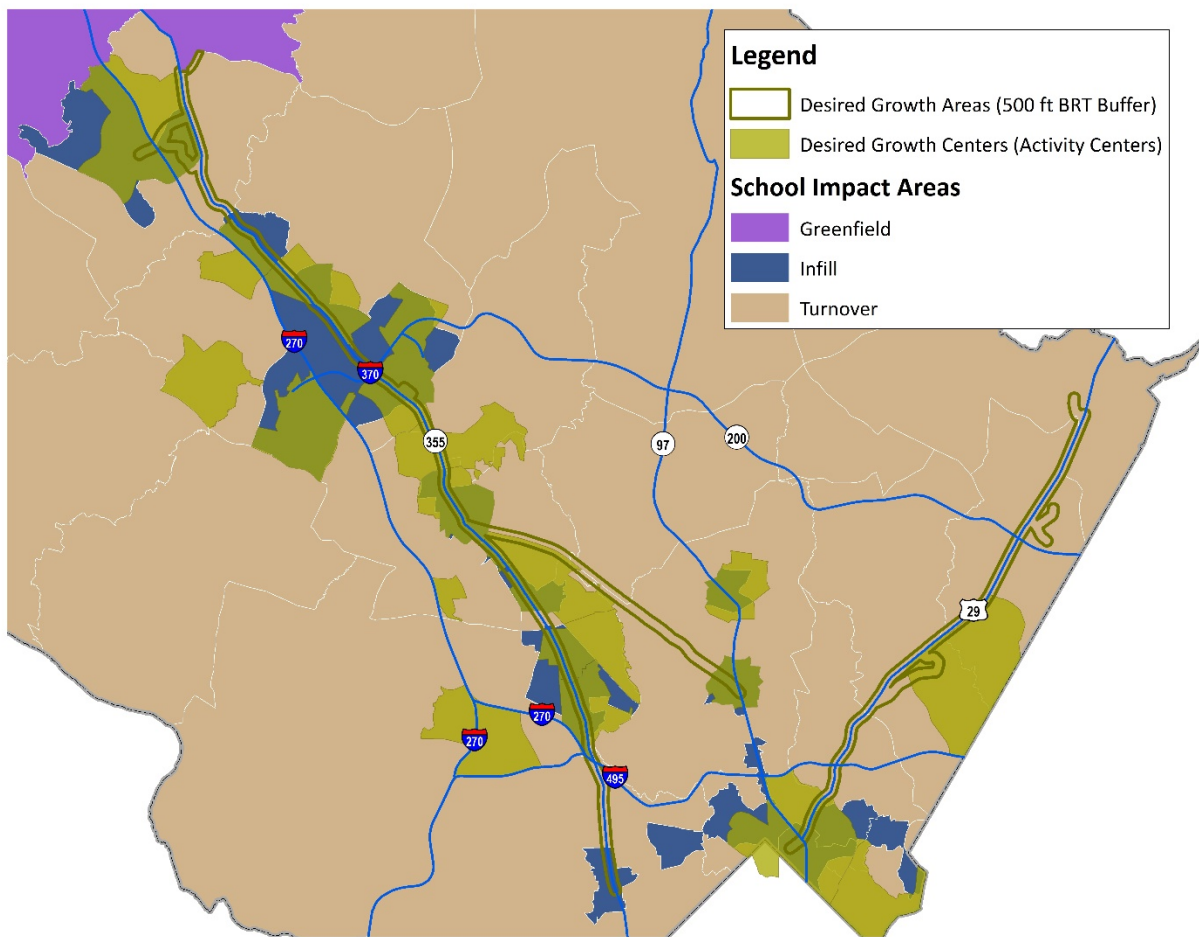 Legend
Desired Growth Areas (500 ft BRT Buffer)
Desired Growth Centers (Activity Centers)
School Impact Areas
Greenfield
Infill
Turnover
270
370
355
97
200
29
270
270
495